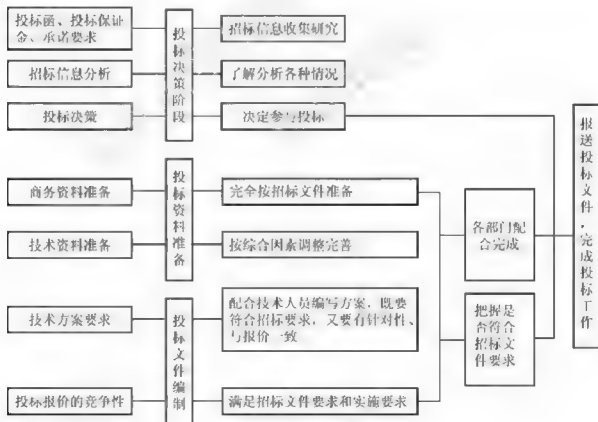 投标函、投标保证
金、承诺要求
招标信息分析
投标决策
投标决策阶段
招标信息收集研究
了解分析各种情况
决定参与投标
商务资料准备
技术资料准备
投标资料准备
完全按招标文件准备
按综合因素调整完善
技术方案要求
投标报价的竞争性
投标文件编制
配合技术人员编写方案，既要
符合招标要求，又要有针对性、
与报价一致
满足招标文件要求和实施要求
各部门配
合完成
把握是
否符合
招标文
件要求
报送投标文件，完成投标工作